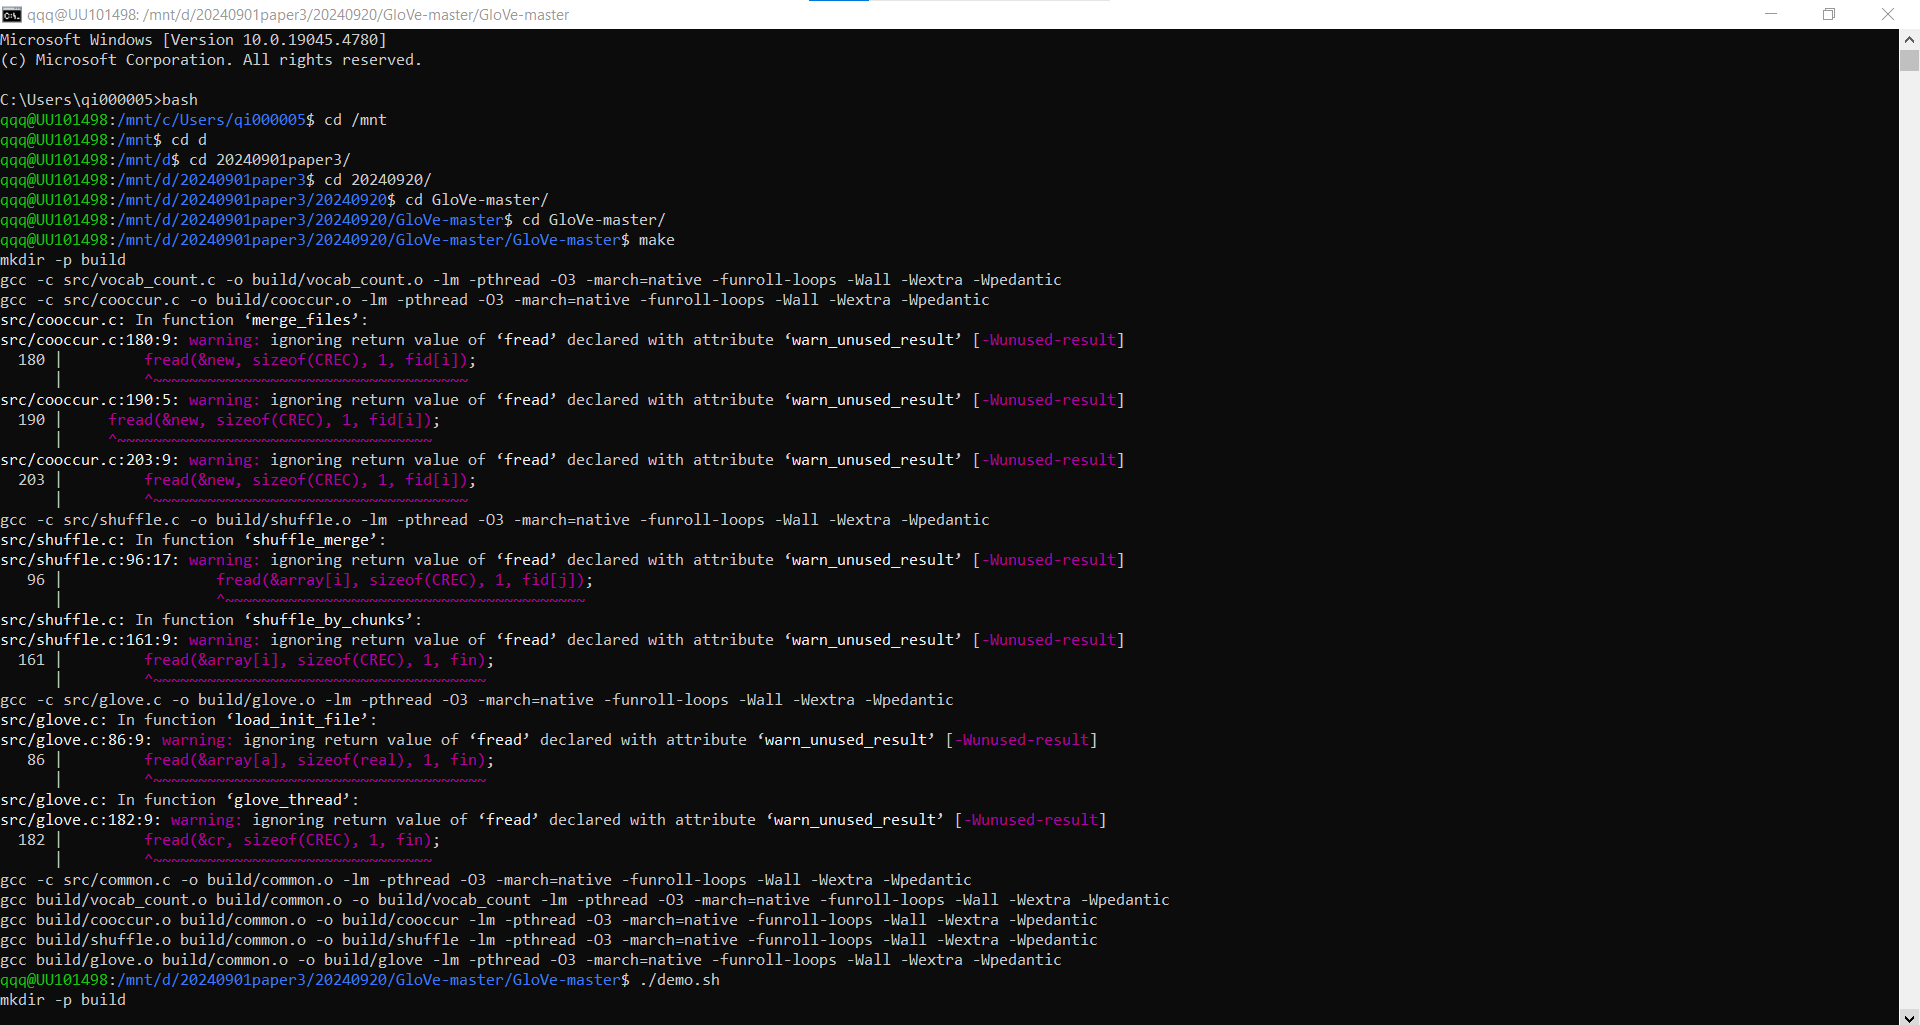 qqq@UU101498: /mnt/d/20240901paper3/20240920/GloVe-master/GloVe-master
Microsoft Windows [Version 10.0.19045.4780]
(c) Microsoft Corporation. All rights reserved.
C:\Users\qi000005>bash
qqq@UU101498:/mnt/c/Users/qi000005$ cd /mnt
qqq@UU101498:/mnt$ cd d
qqq@UU101498:/mnt/d$ cd 20240901paper3/
qqq@UU101498:/mnt/d/20240901paper3$ cd 20240920/
qqq@UU101498:/mnt/d/20240901paper3/20240920$ cd GloVe-master/
qqq@UU101498:/mnt/d/20240901paper3/20240920/GloVe-master$ cd GloVe-master/
qqq@UU101498:/mnt/d/20240901paper3/20240920/GloVe-master/GloVe-master$ make
mkdir -p build
gcc -c src/vocab_count.c -o build/vocab_count.o -lm -pthread -O3 -march=native -funroll-loops -Wall -Wextra -Wpedantic
gcc -c src/cooccur.c -o build/cooccur.o -lm -pthread -O3 -march=native -funroll-loops -Wall -Wextra -Wpedantic
src/cooccur.c: In function ‘merge_files’:
src/cooccur.c:180:9: warning: ignoring return value of ‘fread’ declared with attribute ‘warn_unused_result’ [-Wunused-result]
  180 |         fread(&new, sizeof(CREC), 1, fid[i]);
      |         ^~~~~~~~~~~~~~~~~~~~~~~~~~~~~~~~~~~~
src/cooccur.c:190:5: warning: ignoring return value of ‘fread’ declared with attribute ‘warn_unused_result’ [-Wunused-result]
  190 |     fread(&new, sizeof(CREC), 1, fid[i]);
      |     ^~~~~~~~~~~~~~~~~~~~~~~~~~~~~~~~~~~~
src/cooccur.c:203:9: warning: ignoring return value of ‘fread’ declared with attribute ‘warn_unused_result’ [-Wunused-result]
  203 |         fread(&new, sizeof(CREC), 1, fid[i]);
      |         ^~~~~~~~~~~~~~~~~~~~~~~~~~~~~~~~~~~~
gcc -c src/shuffle.c -o build/shuffle.o -lm -pthread -O3 -march=native -funroll-loops -Wall -Wextra -Wpedantic
src/shuffle.c: In function ‘shuffle_merge’:
src/shuffle.c:96:17: warning: ignoring return value of ‘fread’ declared with attribute ‘warn_unused_result’ [-Wunused-result]
   96 |                 fread(&array[i], sizeof(CREC), 1, fid[j]);
      |                 ^~~~~~~~~~~~~~~~~~~~~~~~~~~~~~~~~~~~~~~~~
src/shuffle.c: In function ‘shuffle_by_chunks’:
src/shuffle.c:161:9: warning: ignoring return value of ‘fread’ declared with attribute ‘warn_unused_result’ [-Wunused-result]
  161 |         fread(&array[i], sizeof(CREC), 1, fin);
      |         ^~~~~~~~~~~~~~~~~~~~~~~~~~~~~~~~~~~~~~
gcc -c src/glove.c -o build/glove.o -lm -pthread -O3 -march=native -funroll-loops -Wall -Wextra -Wpedantic
src/glove.c: In function ‘load_init_file’:
src/glove.c:86:9: warning: ignoring return value of ‘fread’ declared with attribute ‘warn_unused_result’ [-Wunused-result]
   86 |         fread(&array[a], sizeof(real), 1, fin);
      |         ^~~~~~~~~~~~~~~~~~~~~~~~~~~~~~~~~~~~~~
src/glove.c: In function ‘glove_thread’:
src/glove.c:182:9: warning: ignoring return value of ‘fread’ declared with attribute ‘warn_unused_result’ [-Wunused-result]
  182 |         fread(&cr, sizeof(CREC), 1, fin);
      |         ^~~~~~~~~~~~~~~~~~~~~~~~~~~~~~~~
gcc -c src/common.c -o build/common.o -lm -pthread -O3 -march=native -funroll-loops -Wall -Wextra -Wpedantic
gcc build/vocab_count.o build/common.o -o build/vocab_count -lm -pthread -O3 -march=native -funroll-loops -Wall -Wextra -Wpedantic
gcc build/cooccur.o build/common.o -o build/cooccur -lm -pthread -O3 -march=native -funroll-loops -Wall -Wextra -Wpedantic
gcc build/shuffle.o build/common.o -o build/shuffle -lm -pthread -O3 -march=native -funroll-loops -Wall -Wextra -Wpedantic
gcc build/glove.o build/common.o -o build/glove -lm -pthread -O3 -march=native -funroll-loops -Wall -Wextra -Wpedantic
qqq@UU101498:/mnt/d/20240901paper3/20240920/GloVe-master/GloVe-master$ ./demo.sh
mkdir -p build